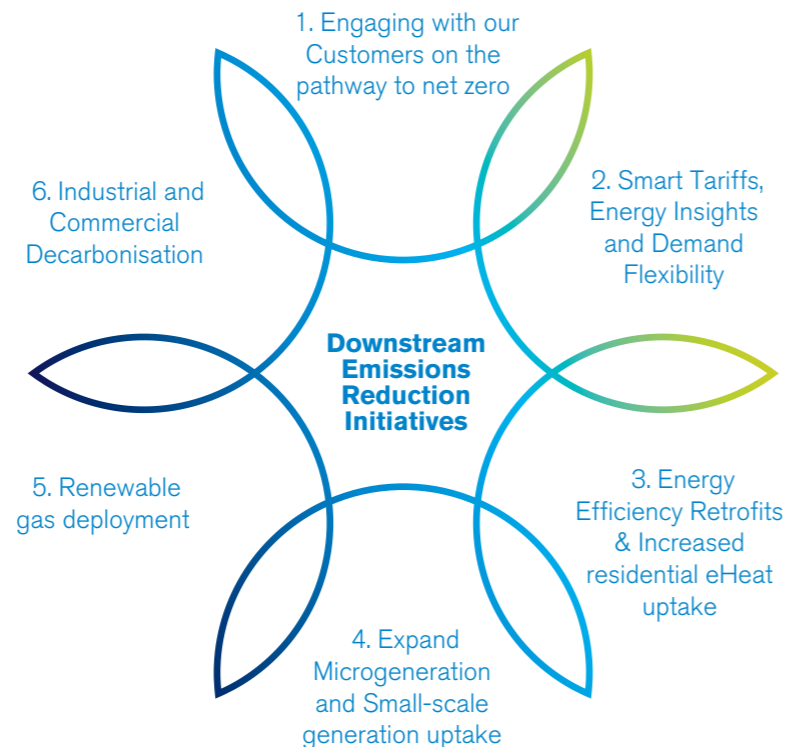 1. Engaging with our
Customers on the
pathway to net zero
2. Smart Tariffs,
Energy Insights
and Demand
Flexibility
3. Energy
Efficiency Retrofits
& Increased
residential eHeat
uptake
4. Expand
Microgeneration
and Small-scale
generation uptake
5. Renewable
gas deployment
6. Industrial and
Commercial
Decarbonisation
Downstream
Emissions
Reduction
Initiatives